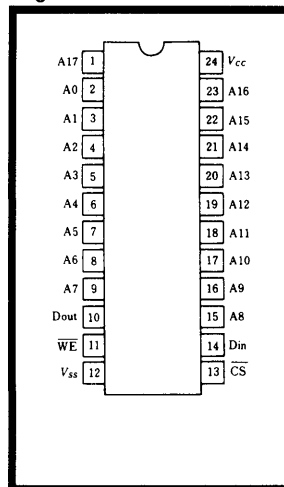 A17 1 24 Vcc
A0 2 23 A16
A1 3 22 A15
A2 4 21 A14
A3 5 20 A13
A4 6 19 A12
A5 7 18 A11
A6 8 17 A10
A7 9 16 A9
Dout 10 15 A8
WE 11 14 Din
Vss 12 13 CS